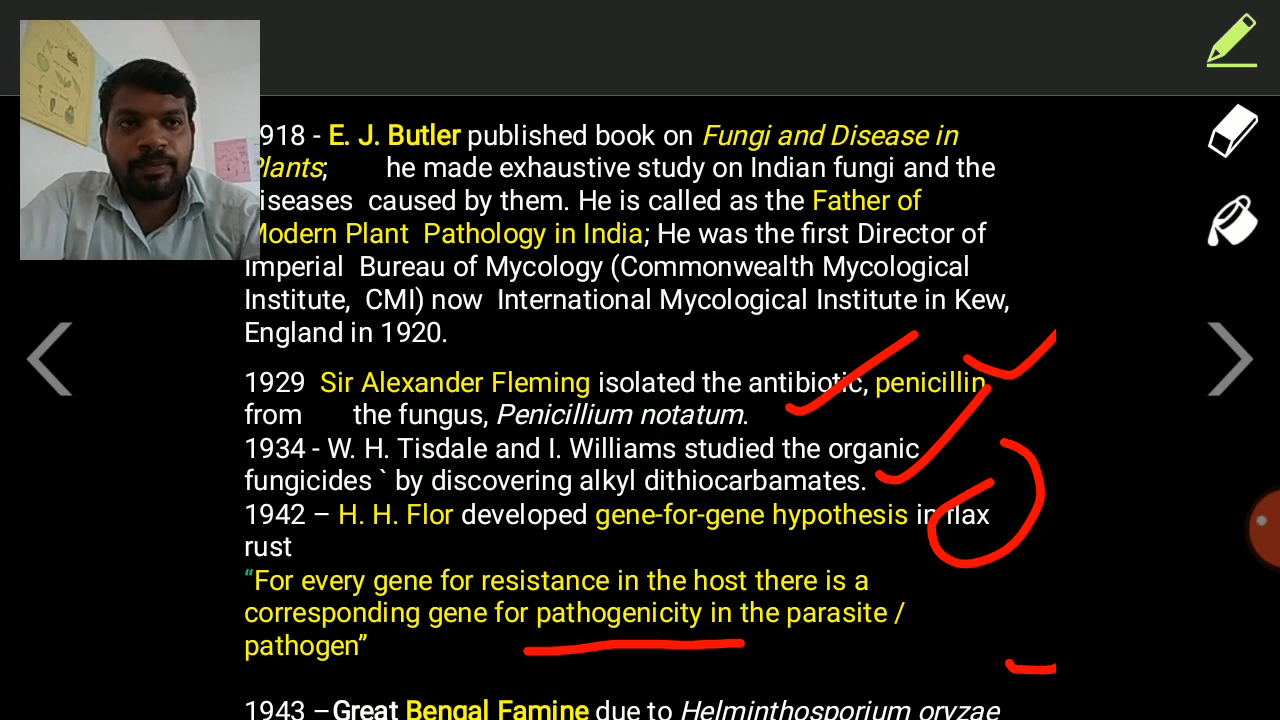 918 - E. J. Butler published book on Fungi and Disease in
Plants; he made exhaustive study on Indian fungi and the
iseases caused by them. He is called as the Father of
Modern Plant Pathology in India; He was the first Director of
Imperial Bureau of Mycology (Commonwealth Mycological
Institute, CMI) now International Mycological Institute in Kew,
England in 1920.
1929 Sir Alexander Fleming isolated the antibiotic, penicillin
from the fungus, Penicillium notatum.
1934 - W. H. Tisdale and I. Williams studied the organic
fungicides ` by discovering alkyl dithiocarbamates.
1942 – H. H. Flor developed gene-for-gene hypothesis in flax
rust
“For every gene for resistance in the host there is a
corresponding gene for pathogenicity in the parasite /
pathogen”
1943 –Great Bengal Famine due to Helminthosporium oryzae